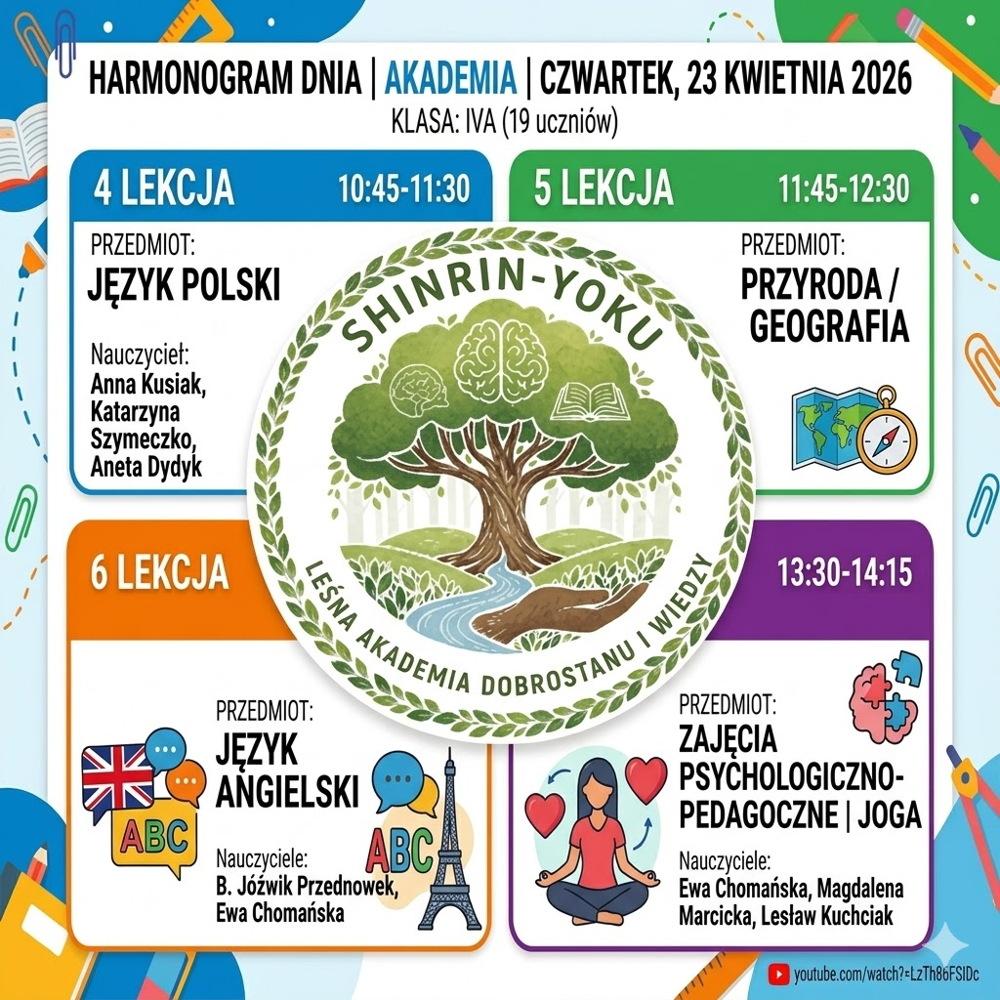 HARMONOGRAM DNIA | AKADEMIA | CZWARTEK, 23 KWIETNIA 2026
KLASA: IVA (19 uczniów)
4 LEKCJA 10:45-11:30
PRZEDMIOT:
JĘZYK POLSKI
Nauczycieł:
Anna Kusiak,
Katarzyna
Szymeczko,
Aneta Dydyk
5 LEKCJA 11:45-12:30
PRZEDMIOT:
PRZYRODA /
GEOGRAFIA
SHINRIN-YOKU
LEŚNA AKADEMIA DOBROSTANU I WIEDZY
6 LEKCJA
PRZEDMIOT:
JĘZYK
ANGIELSKI
ABC
ABC
Nauczyciele:
B. Jóźwik Przednowek,
Ewa Chomańska
13:30-14:15
PRZEDMIOT:
ZAJĘCIA
PSYCHOLOGICZNO-
PEDAGOCZNE | JOGA
Nauczyciele:
Ewa Chomańska, Magdalena
Marcicka, Lesław Kuchciak
youtube.com/watch?=LzTh86FSIDc